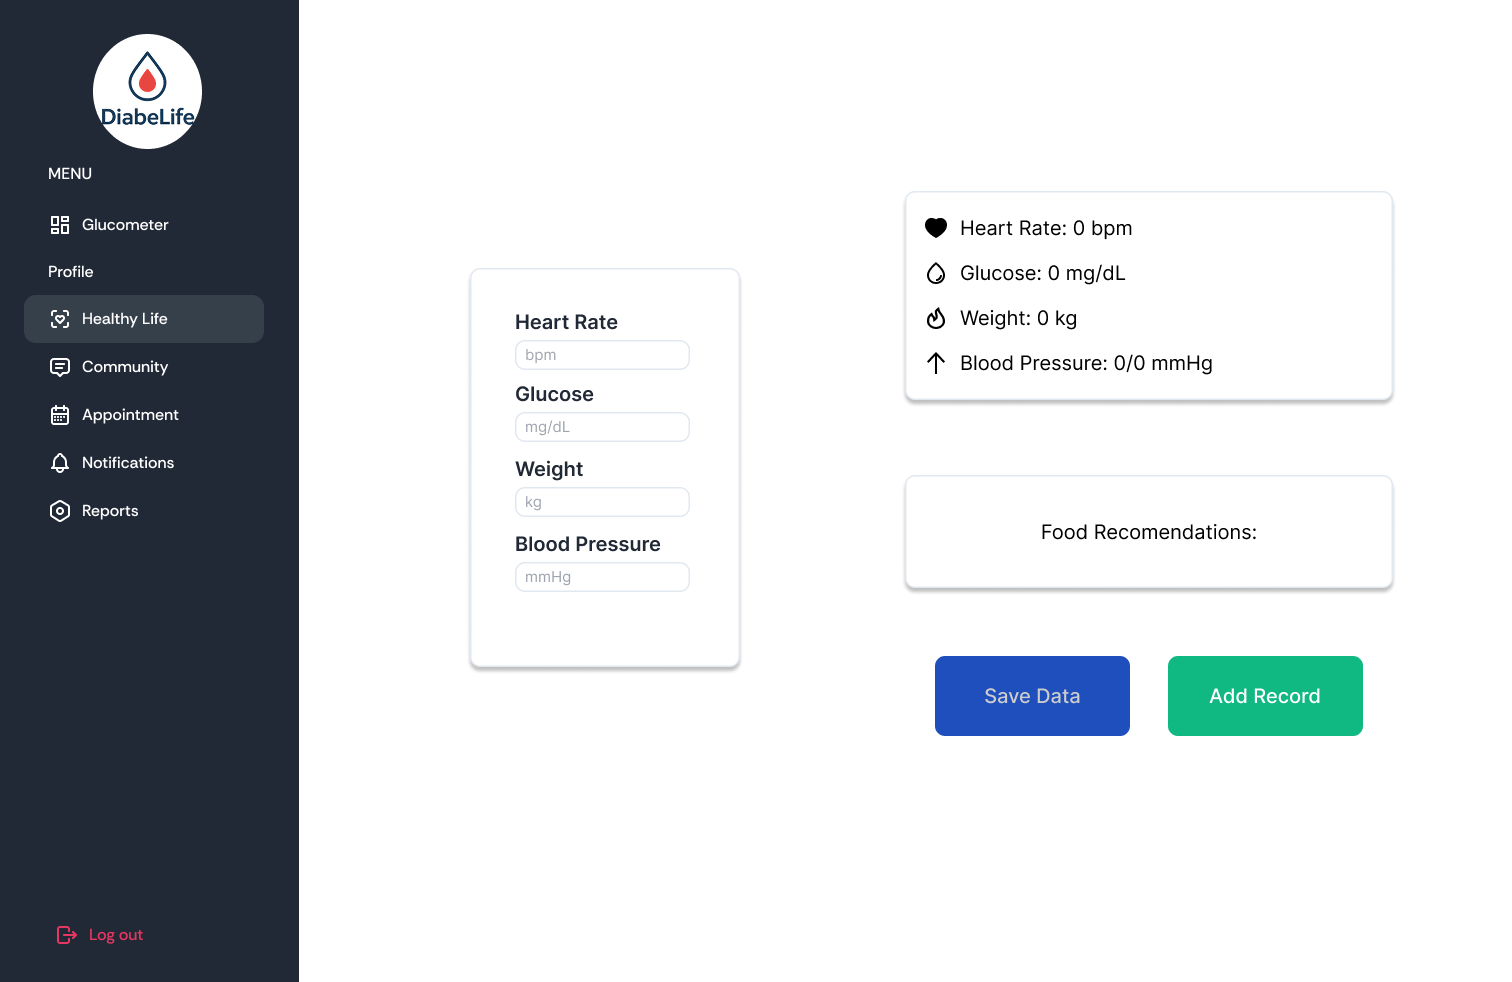 DiabeLife
MENU
Glucometer
Profile
Healthy Life
Community
Appointment
Notifications
Reports
Log out
Heart Rate
bpm
Glucose
mg/dL
Weight
kg
Blood Pressure
mmHg
Heart Rate: 0 bpm
Glucose: 0 mg/dL
Weight: 0 kg
Blood Pressure: 0/0 mmHg
Food Recomendations:
Save Data
Add Record